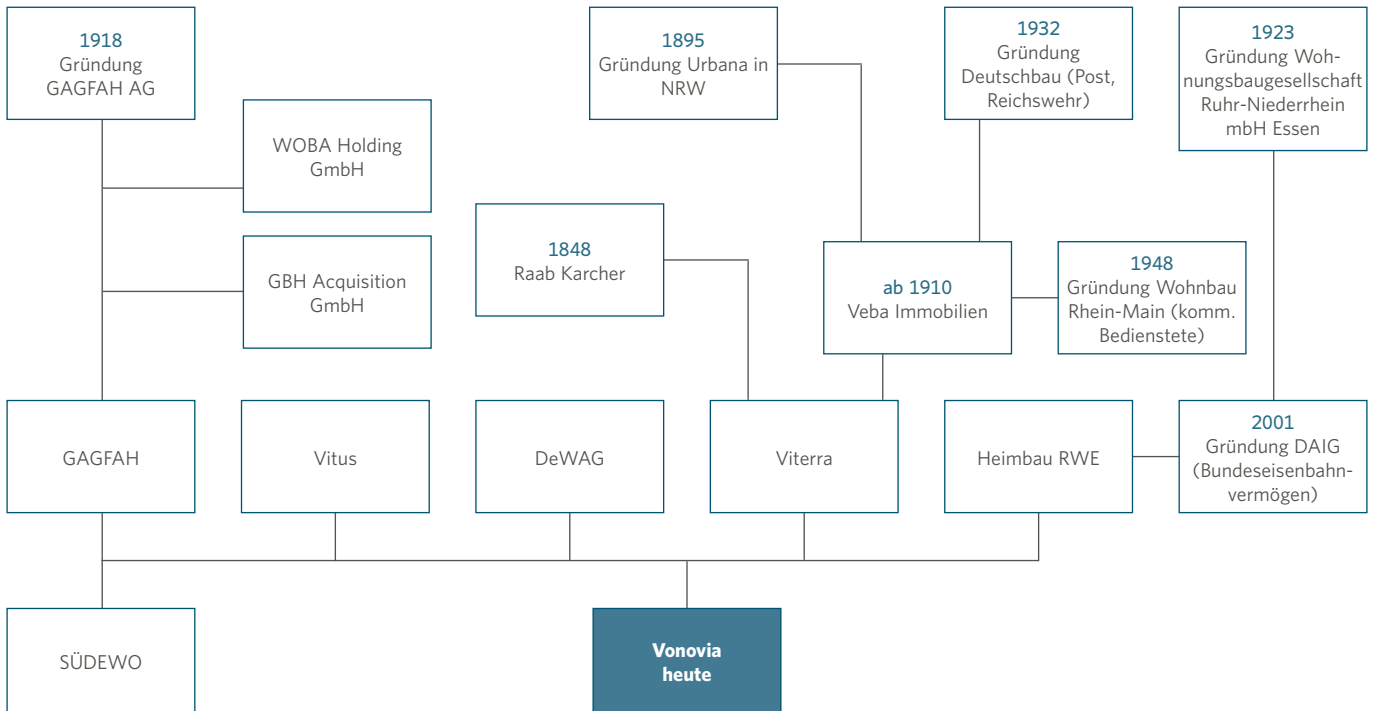 1918
Gründung
GAGFAH AG
1895
Gründung Urbana in
NRW
1932
Gründung
Deutschbau (Post,
Reichswehr)
1923
Gründung Woh-
nungsbaugesellschaft
Ruhr-Niederrhein
mbH Essen
WOBA Holding
GmbH
1848
Raab Karcher
GBH Acquisition
GmbH
ab 1910
Veba Immobilien
1948
Gründung Wohnbau
Rhein-Main (komm.
Bedienstete)
GAGFAH
Vitus
DeWAG
Viterra
Heimbau RWE
2001
Gründung DAIG
(Bundeseisenbahn-
vermögen)
SÜDEWO
Vonovia
heute